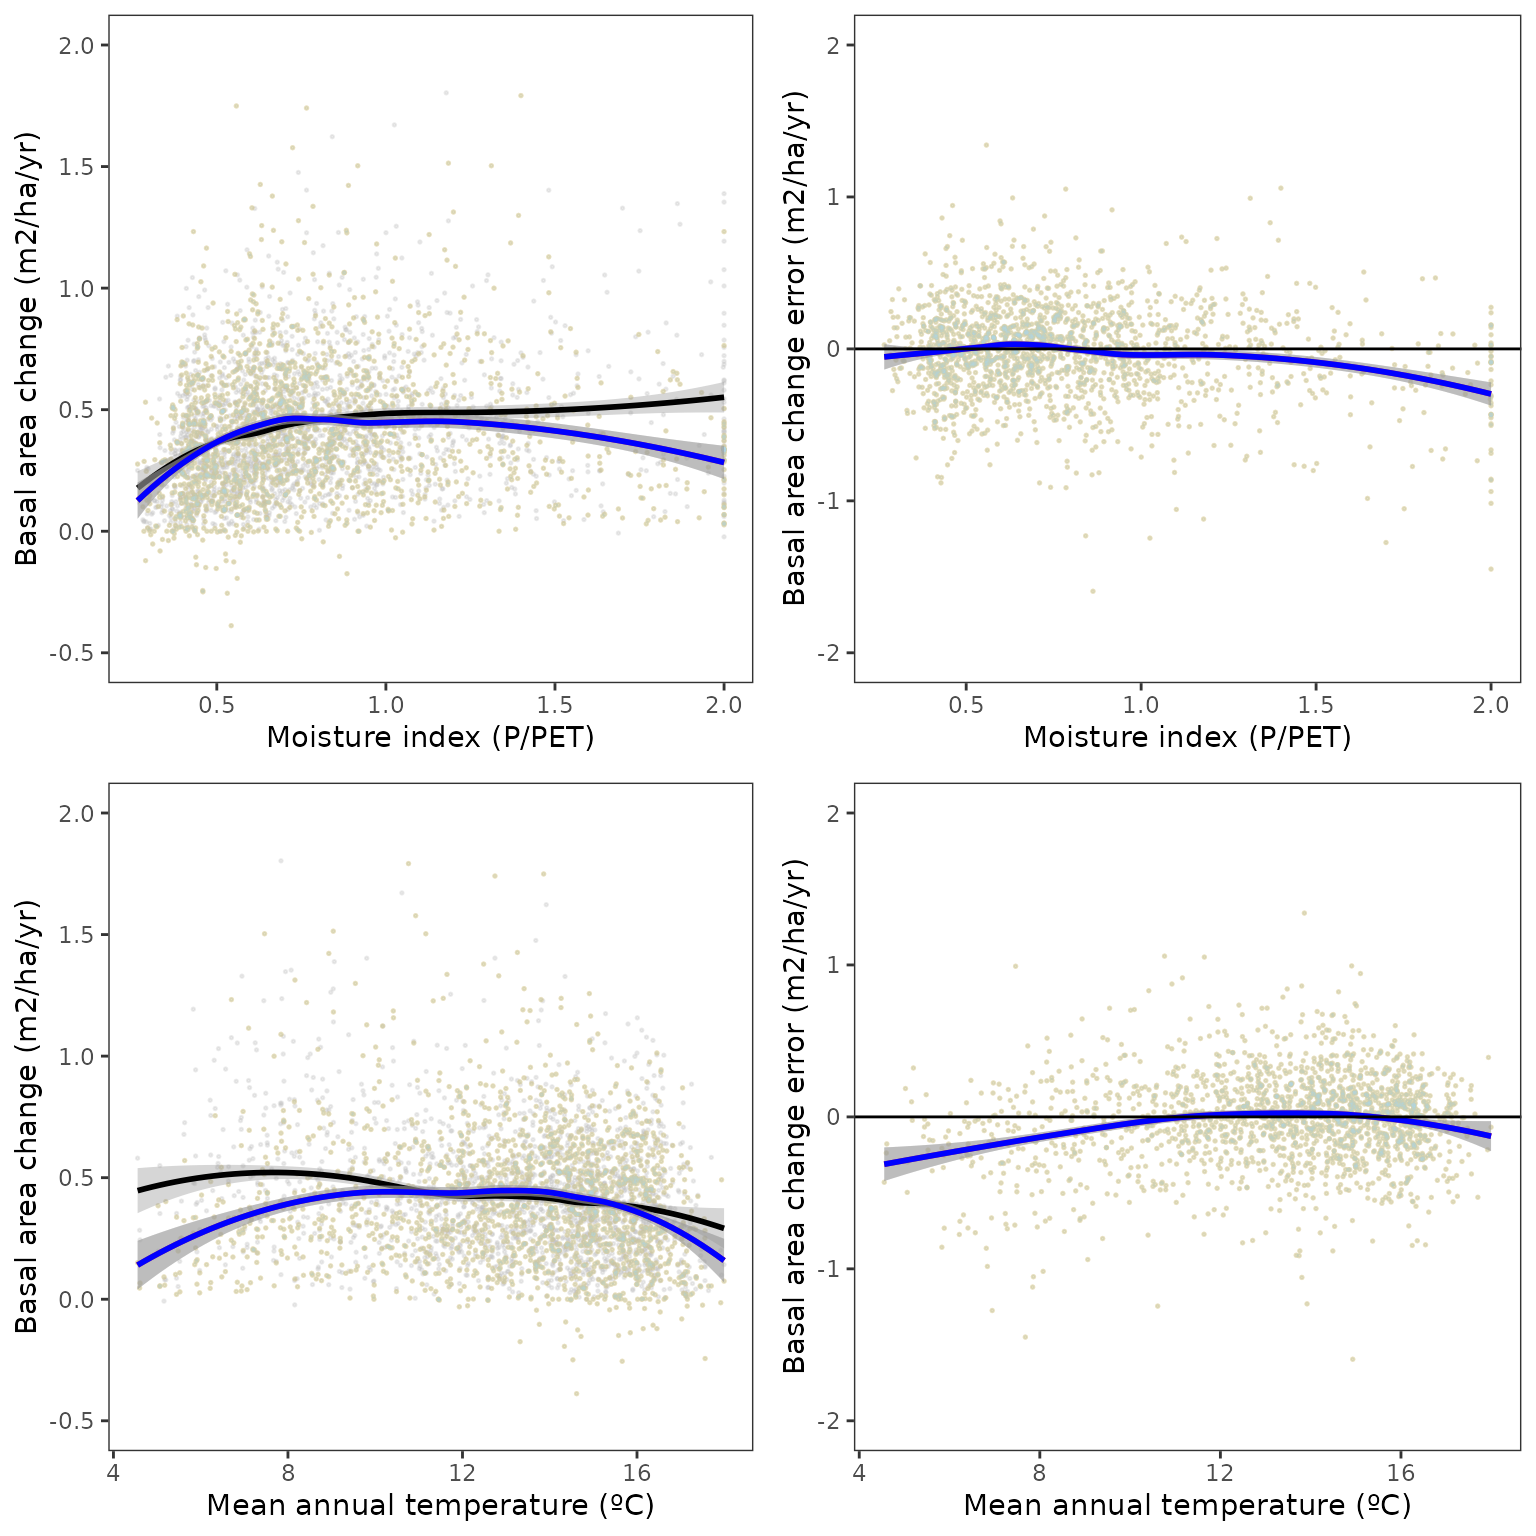 2.0
1.5
1.0
0.5
0.0
-0.5
Basal area change (m2/ha/yr)
0.5 1.0 1.5 2.0
Moisture index (P/PET)
2
1
0
-1
-2
Basal area change error (m2/ha/yr)
0.5 1.0 1.5 2.0
Moisture index (P/PET)
2.0
1.5
1.0
0.5
0.0
-0.5
Basal area change (m2/ha/yr)
4 8 12 16
Mean annual temperature (ºC)
2
1
0
-1
-2
Basal area change error (m2/ha/yr)
4 8 12 16
Mean annual temperature (ºC)